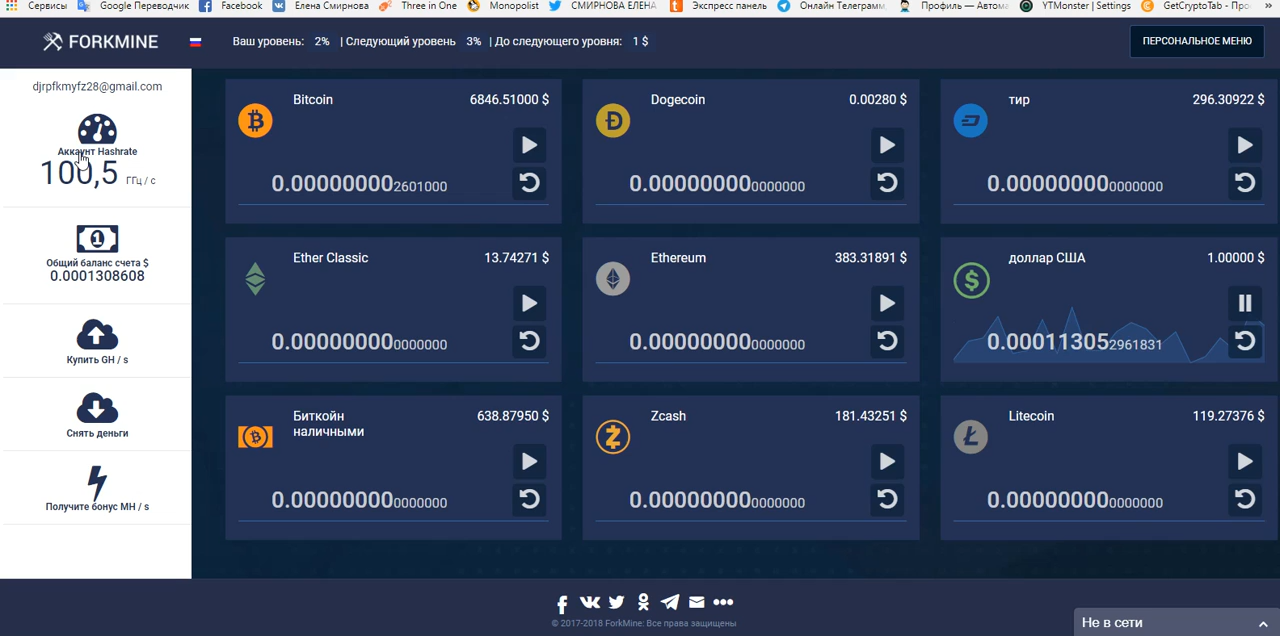 Сервисы Google Переводчик Facebook Елена Смирнова Three in One Monopolist СМИРНОВА ЕЛЕНА Экспресс панель Онлайн Телеграмм Профиль — Автома YTMonster | Settings GetCryptoTab - Про »
FORKMINE Ваш уровень: 2% | Следующий уровень 3% | До следующего уровня: 1 $ ПЕРСОНАЛЬНОЕ МЕНЮ
djrpfkmyfz28@gmail.com
Аккаунт Hashrate
100,5 ГГц / с
Общий баланс счета $
0.0001308608
Купить GH / s
Снять деньги
Получите бонус MH / s
Bitcoin 6846.51000 $
0.000000002601000
Dogecoin 0.00280 $
0.000000000000000
тир 296.30922 $
0.000000000000000
Ether Classic 13.74271 $
0.000000000000000
Ethereum 383.31891 $
0.000000000000000
доллар США 1.00000 $
0.000113052961831
Биткойн 638.87950 $
наличными
0.000000000000000
Zcash 181.43251 $
0.000000000000000
Litecoin 119.27376 $
0.000000000000000
© 2017-2018 ForkMine: Все права защищены
Не в сети